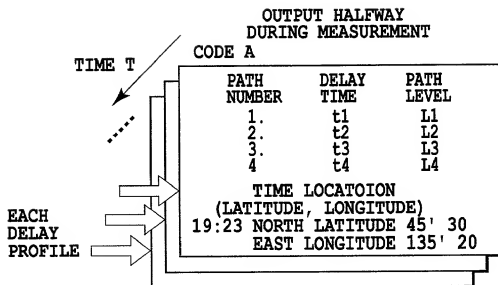 OUTPUT HALFWAY
DURING MEASUREMENT
TIME T
CODE A
PATH NUMBER DELAY TIME PATH LEVEL
1. t1 L1
2. t2 L2
3. t3 L3
4 t4 L4
TIME LOCATOION
(LATITUDE, LONGITUDE)
19:23 NORTH LATITUDE 45' 30
EAST LONGITUDE 135' 20
EACH
DELAY
PROFILE